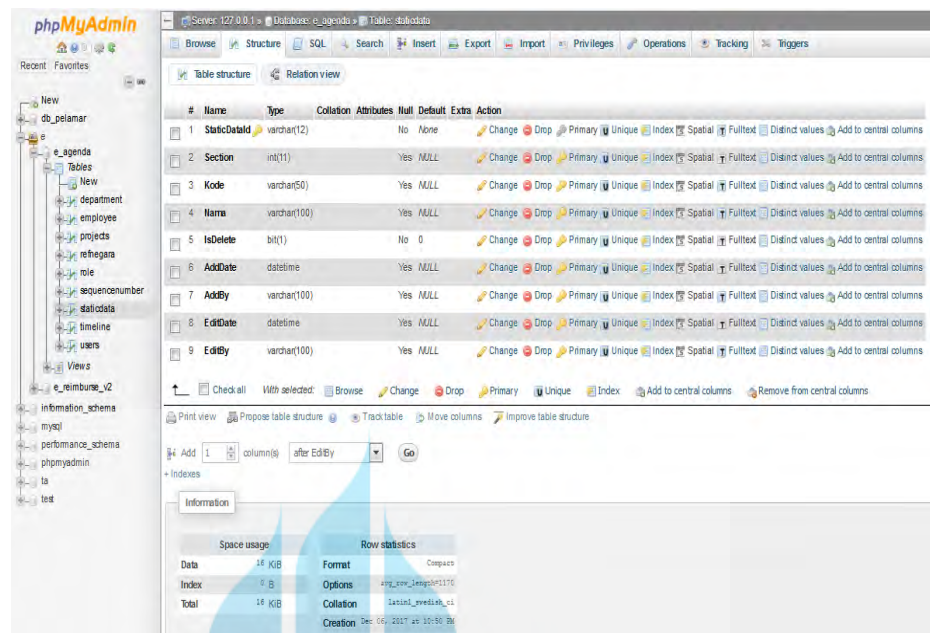 phpMyAdmin
Recent Favorites
New
db_pelamar
e
e_agenda
Tables
New
department
employee
projects
refnegara
role
sequencenumber
staticdata
timeline
users
Views
e_reimburse_v2
information_schema
mysql
performance_schema
phpmyadmin
ta
test
Server: 127.0.0.1 » Database: e_agenda » Table: staticdata
Browse Structure SQL Search Insert Export Import Privileges Operations Tracking Triggers
Table structure Relation view
# Name Type Collation Attributes Null Default Extra Action
1 StaticDataId varchar(12) No None Change Drop Primary Unique Index Spatial Fulltext Distinct values Add to central columns
2 Section int(11) Yes NULL Change Drop Primary Unique Index Spatial Fulltext Distinct values Add to central columns
3 Kode varchar(50) Yes NULL Change Drop Primary Unique Index Spatial Fulltext Distinct values Add to central columns
4 Nama varchar(100) Yes NULL Change Drop Primary Unique Index Spatial Fulltext Distinct values Add to central columns
5 IsDelete bit(1) No 0 Change Drop Primary Unique Index Spatial Fulltext Distinct values Add to central columns
6 AddDate datetime Yes NULL Change Drop Primary Unique Index Spatial Fulltext Distinct values Add to central columns
7 AddBy varchar(100) Yes NULL Change Drop Primary Unique Index Spatial Fulltext Distinct values Add to central columns
8 EditDate datetime Yes NULL Change Drop Primary Unique Index Spatial Fulltext Distinct values Add to central columns
9 EditBy varchar(100) Yes NULL Change Drop Primary Unique Index Spatial Fulltext Distinct values Add to central columns
Check all With selected: Browse Change Drop Primary Unique Index Add to central columns Remove from central columns
Print view Propose table structure Track table Move columns Improve table structure
Add 1 column(s) after EditBy Go
+ Indexes
Information
Space usage
Data 16 KiB
Index 0 B
Total 16 KiB
Row statistics
Format Compact
Options avg_row_length=1170
Collation latin1_swedish_ci
Creation Dec 06, 2017 at 10:50 PM